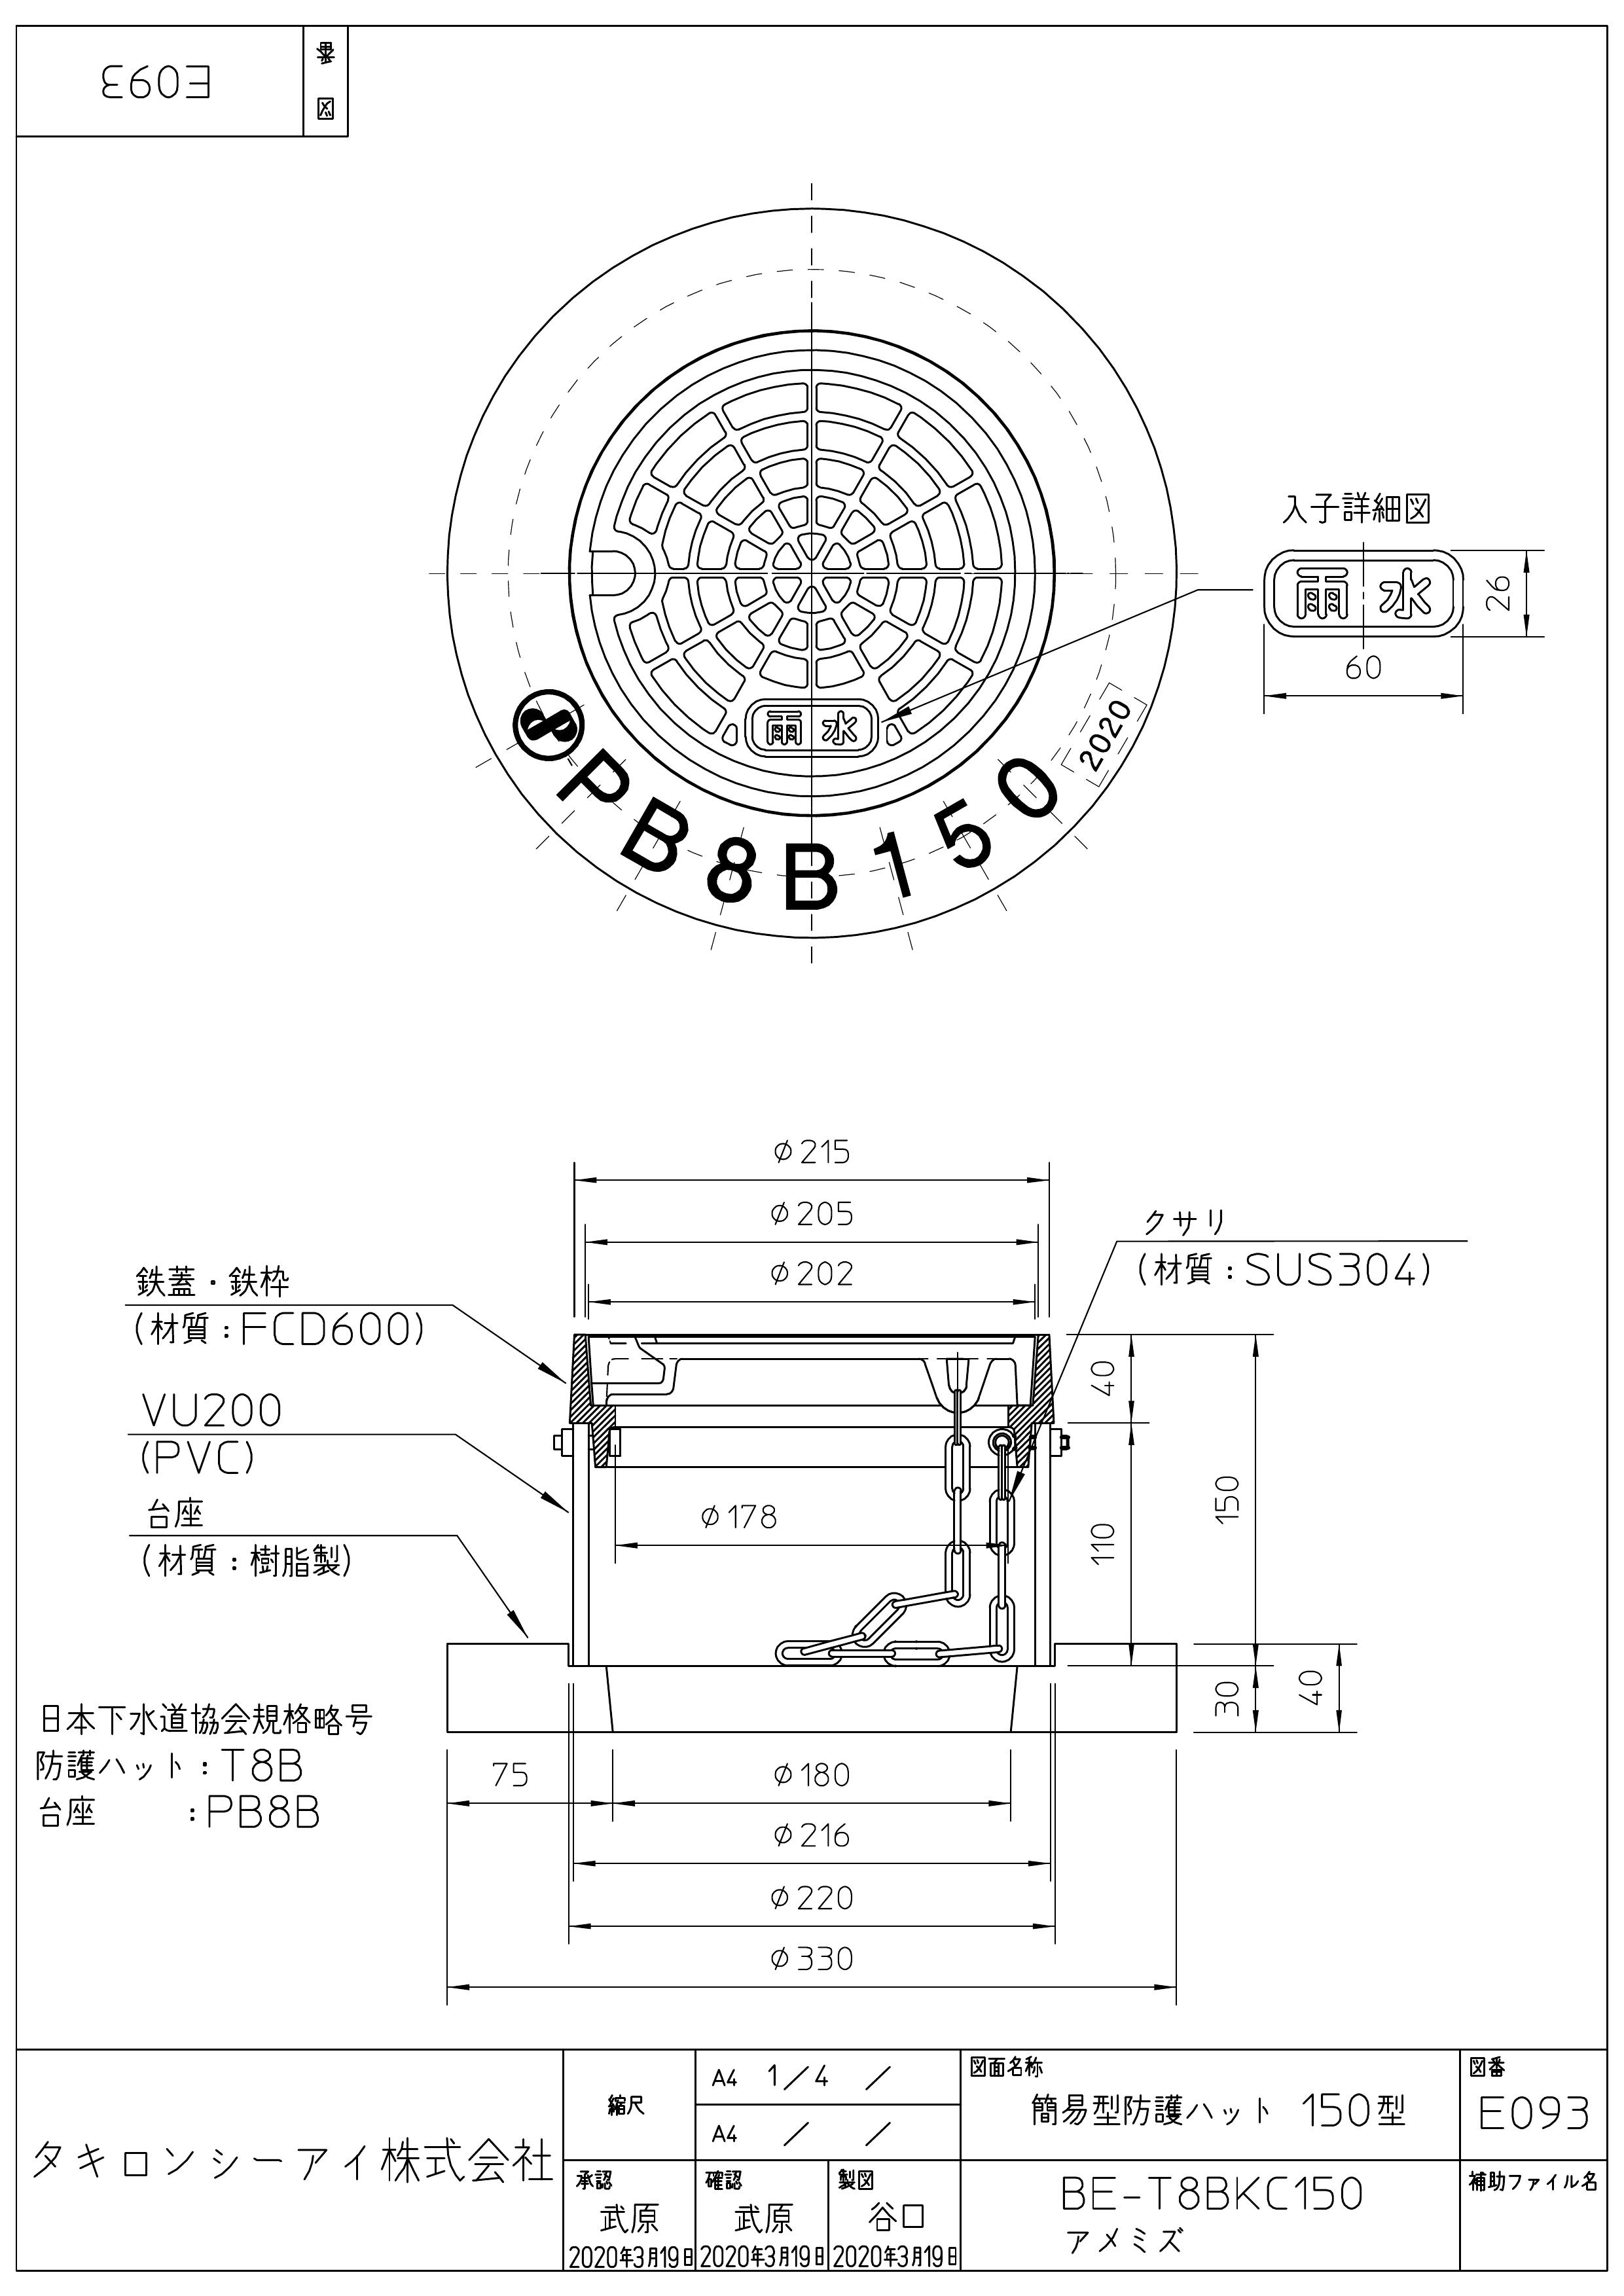 図番
E093
入子詳細図
雨水
26
60
雨水
PB8B150
2020
φ215
φ205
φ202
クサリ
(材質：SUS304)
鉄蓋・鉄枠
(材質：FCD600)
VU200
(PVC)
台座
(材質：樹脂製)
φ178
40
110
150
30
40
日本下水道協会規格略号
防護ハット：T8B
台座　　　：PB8B
75
φ180
φ216
φ220
φ330
タキロンシーアイ株式会社
縮尺
A4 1／4 ／
A4 ／ ／
承認
武原
2020年3月19日
確認
武原
2020年3月19日
製図
谷口
2020年3月19日
図面名称
簡易型防護ハット 150型
BE-T8BKC150
アメミズ
図番
E093
補助ファイル名